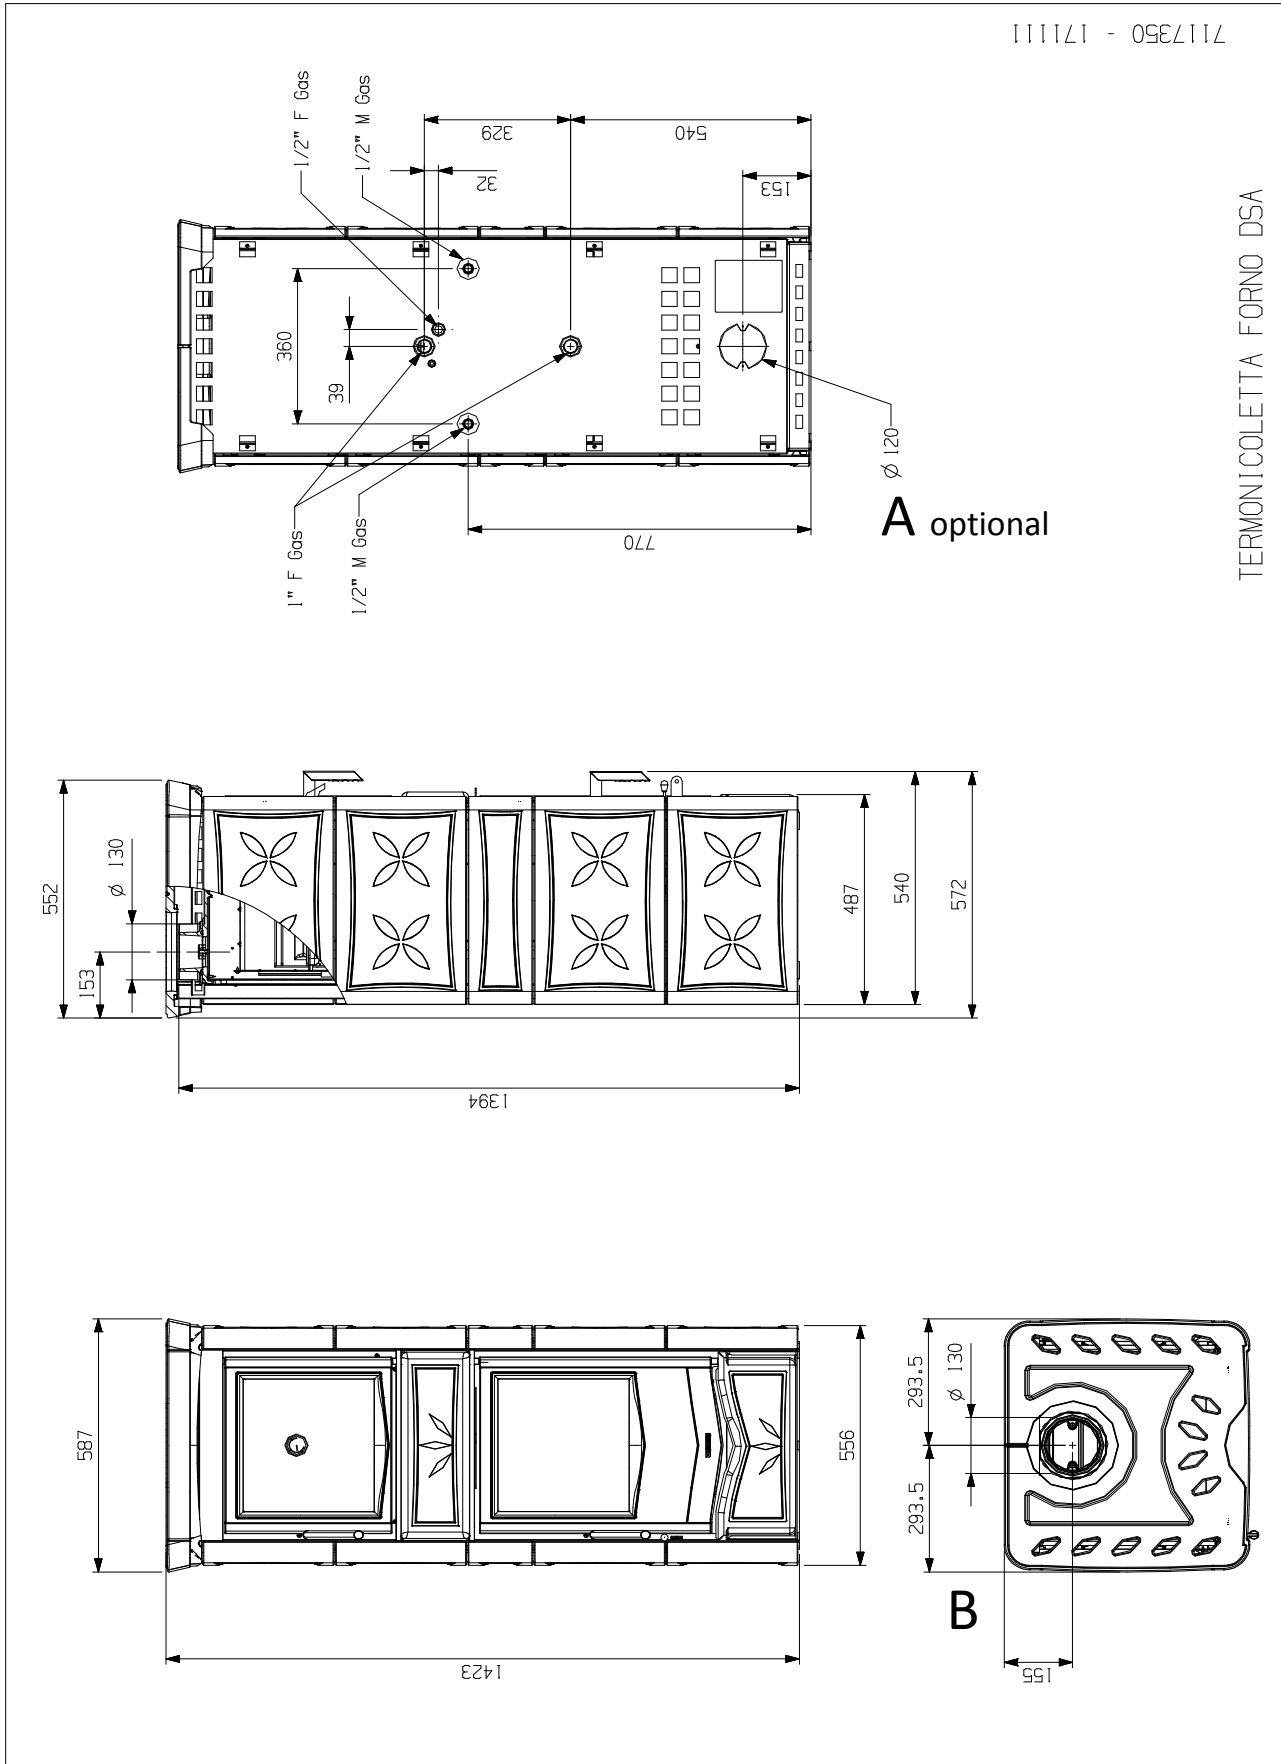 71117350 - 171111
TERMONICOLETTA FORNO DSA
1/2" F Gas
1/2" M Gas
329
540
32
153
360
39
Ø 120
1" F Gas
1/2" M Gas
770
A optional
552
Ø 130
153
487
540
572
1394
587
556
1423
293.5
Ø 130
293.5
B
155